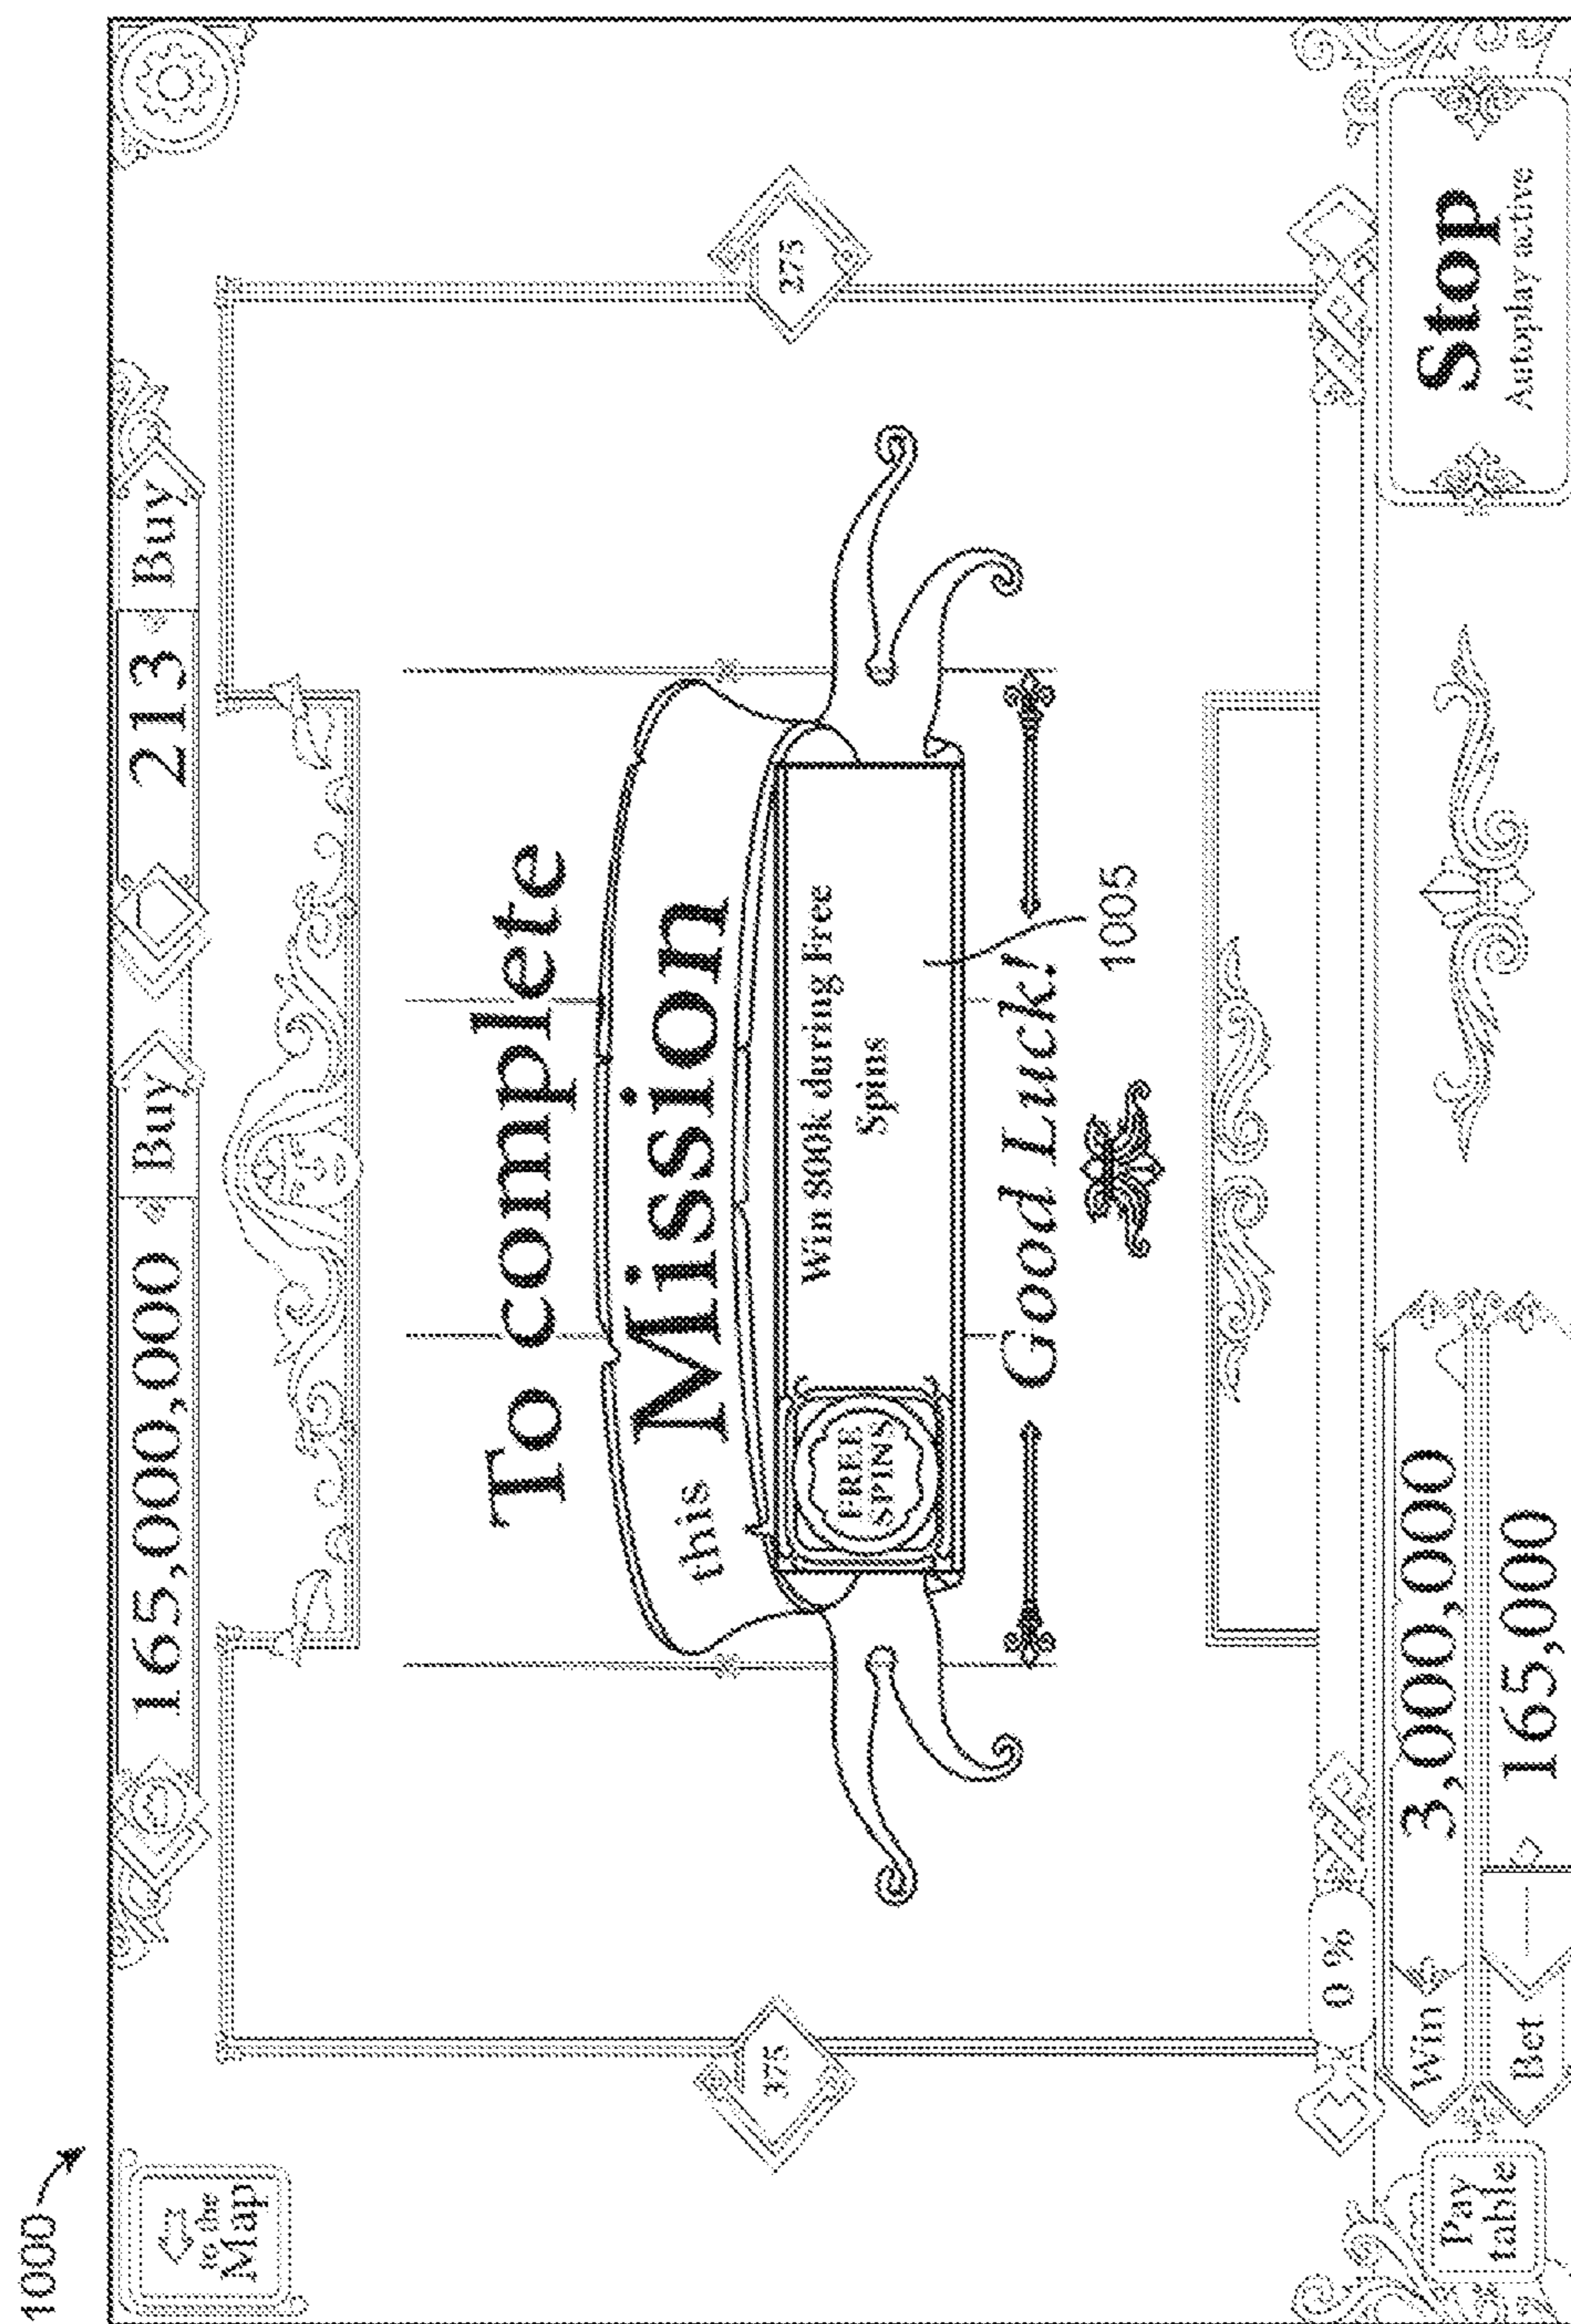 1000
to the
Map
165,000,000 Buy
213 Buy
To complete
this Mission
FREE
SPINS
Win 800k during Free
Spins
Good Luck!
1005
375
375
0 %
Pay
table
Win 3,000,000
Bet 165,000
Stop
Autoplay active